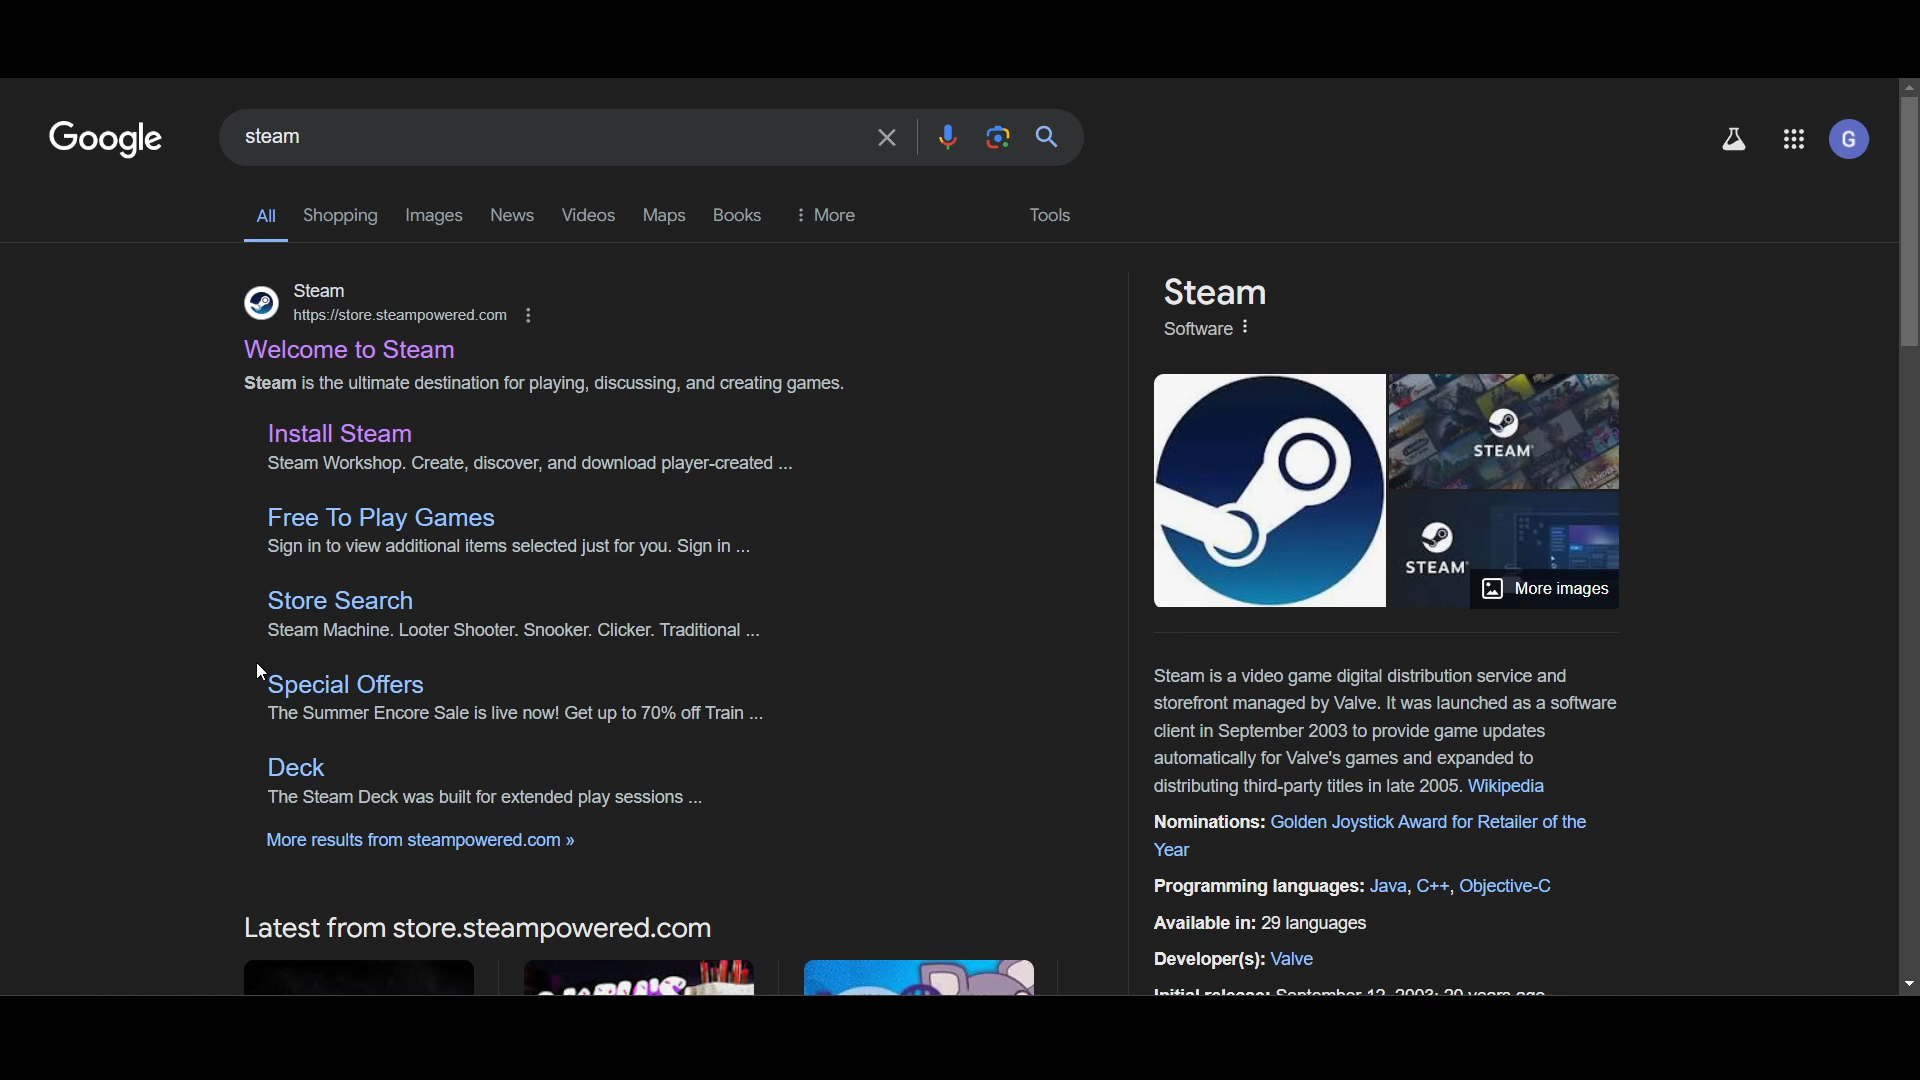 Google
steam
G
All
Shopping
Images
News
Videos
Maps
Books
More
Tools
Steam
https://store.steampowered.com
Welcome to Steam
Steam is the ultimate destination for playing, discussing, and creating games.
Install Steam
Steam Workshop. Create, discover, and download player-created ...
Free To Play Games
Sign in to view additional items selected just for you. Sign in ...
Store Search
Steam Machine. Looter Shooter. Snooker. Clicker. Traditional ...
Special Offers
The Summer Encore Sale is live now! Get up to 70% off Train ...
Deck
The Steam Deck was built for extended play sessions ...
More results from steampowered.com »
Latest from store.steampowered.com
Steam
Software
STEAM
STEAM
More images
Steam is a video game digital distribution service and
storefront managed by Valve. It was launched as a software
client in September 2003 to provide game updates
automatically for Valve's games and expanded to
distributing third-party titles in late 2005. Wikipedia
Nominations: Golden Joystick Award for Retailer of the
Year
Programming languages: Java, C++, Objective-C
Available in: 29 languages
Developer(s): Valve
Initial release: September 12, 2003; 20 years ago